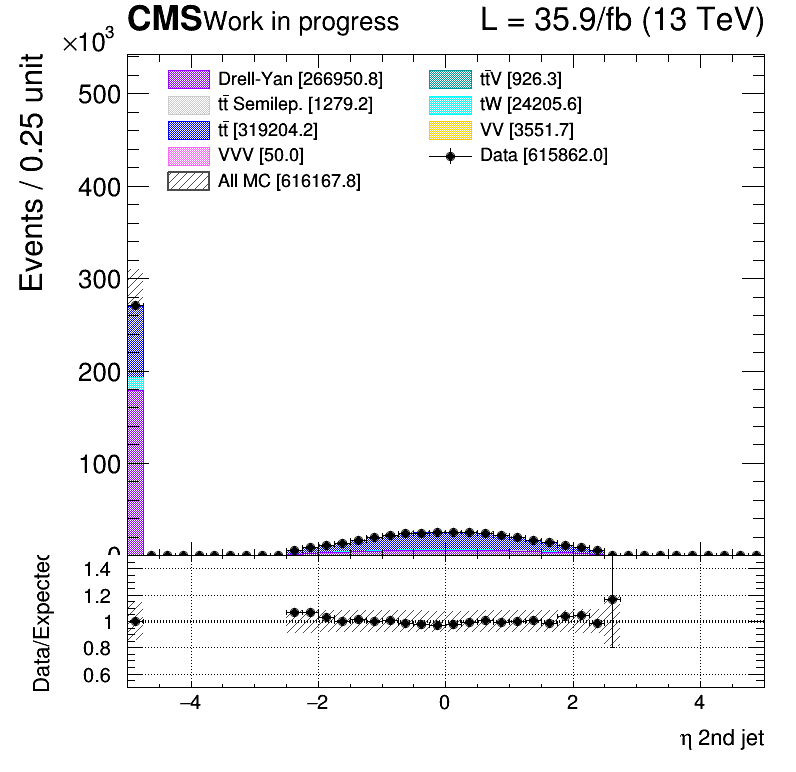 CMS Work in progress L = 35.9/fb (13 TeV)
×10³
Drell-Yan [266950.8]
tt̄ Semilep. [1279.2]
tt̄ [319204.2]
VVV [50.0]
All MC [616167.8]
tt̄V [926.3]
tW [24205.6]
VV [3551.7]
Data [615862.0]
Events / 0.25 unit
500
400
300
200
100
0
Data/Expected
1.4
1.2
1
0.8
0.6
−4 −2 0 2 4
η 2nd jet